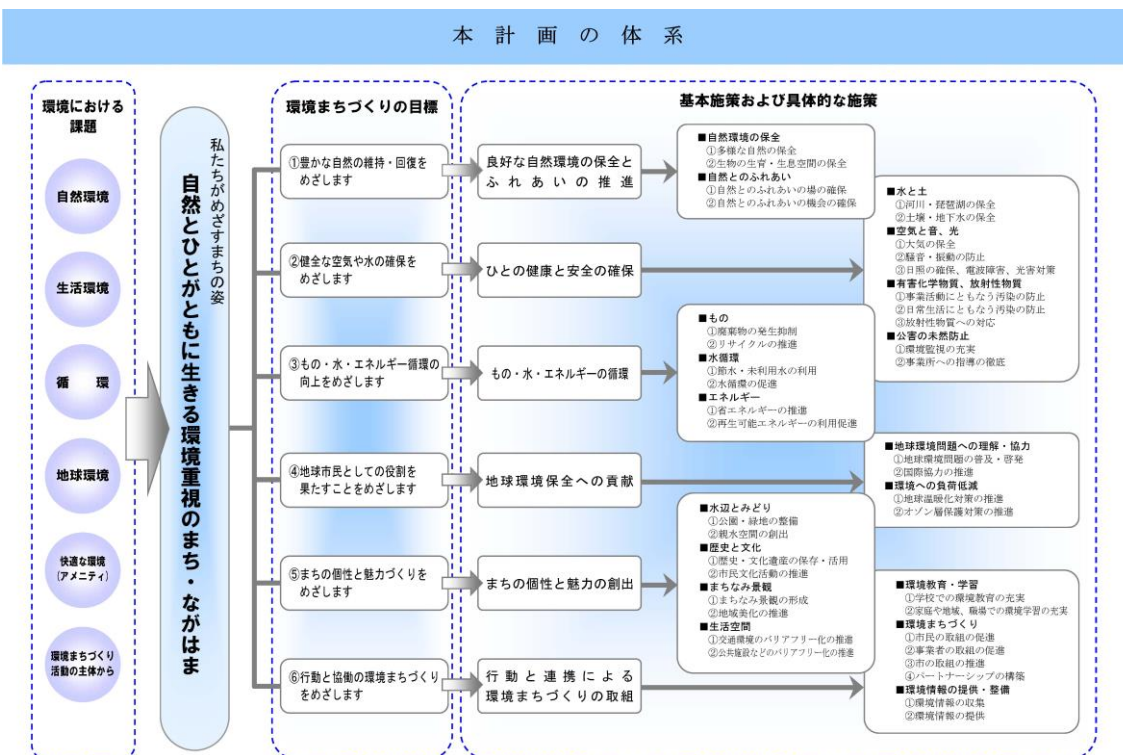 本計画の体系
環境における
課題
自然環境
生活環境
循　環
地球環境
快適な環境
（アメニティ）
環境まちづくり
活動の主体から
私たちがめざすまちの姿
自然とひとがともに生きる環境重視のまち・ながはま
環境まちづくりの目標
①豊かな自然の維持・回復を
めざします
②健全な空気や水の確保を
めざします
③もの・水・エネルギー循環の
向上をめざします
④地球市民としての役割を
果たすことをめざします
⑤まちの個性と魅力づくりを
めざします
⑥行動と協働の環境まちづくり
をめざします
基本施策および具体的な施策
良好な自然環境の保全と
ふれあいの推進
ひとの健康と安全の確保
もの・水・エネルギーの循環
地球環境保全への貢献
まちの個性と魅力の創出
行動と連携による
環境まちづくりの取組
■自然環境の保全
①多様な自然の保全
②生物の生育・生息空間の保全
■自然とのふれあい
①自然とのふれあいの場の確保
②自然とのふれあいの機会の確保
■水と土
①河川・琵琶湖の保全
②土壌・地下水の保全
■空気と音、光
①大気の保全
②騒音・振動の防止
③日照の確保、電波障害、光害対策
■有害化学物質、放射性物質
①事業活動にともなう汚染の防止
②日常生活にともなう汚染の防止
③放射性物質への対応
■公害の未然防止
①環境監視の充実
②事業所への指導の徹底
■もの
①廃棄物の発生抑制
②リサイクルの推進
■水循環
①節水・未利用水の利用
②水循環の促進
■エネルギー
①省エネルギーの推進
②再生可能エネルギーの利用促進
■地球環境問題への理解・協力
①地球環境問題の普及・啓発
②国際協力の推進
■環境への負荷低減
①地球温暖化対策の推進
②オゾン層保護対策の推進
■水辺とみどり
①公園・緑地の整備
②親水空間の創出
■歴史と文化
①歴史・文化遺産の保存・活用
②市民文化活動の推進
■まちなみ景観
①まちなみ景観の形成
②地域美化の推進
■生活空間
①交通環境のバリアフリー化の推進
②公共施設などのバリアフリー化の推進
■環境教育・学習
①学校での環境教育の充実
②家庭や地域、職場での環境学習の充実
■環境まちづくり
①市民の取組の促進
②事業者の取組の促進
③市の取組の推進
④パートナーシップの構築
■環境情報の提供・整備
①環境情報の収集
②環境情報の提供